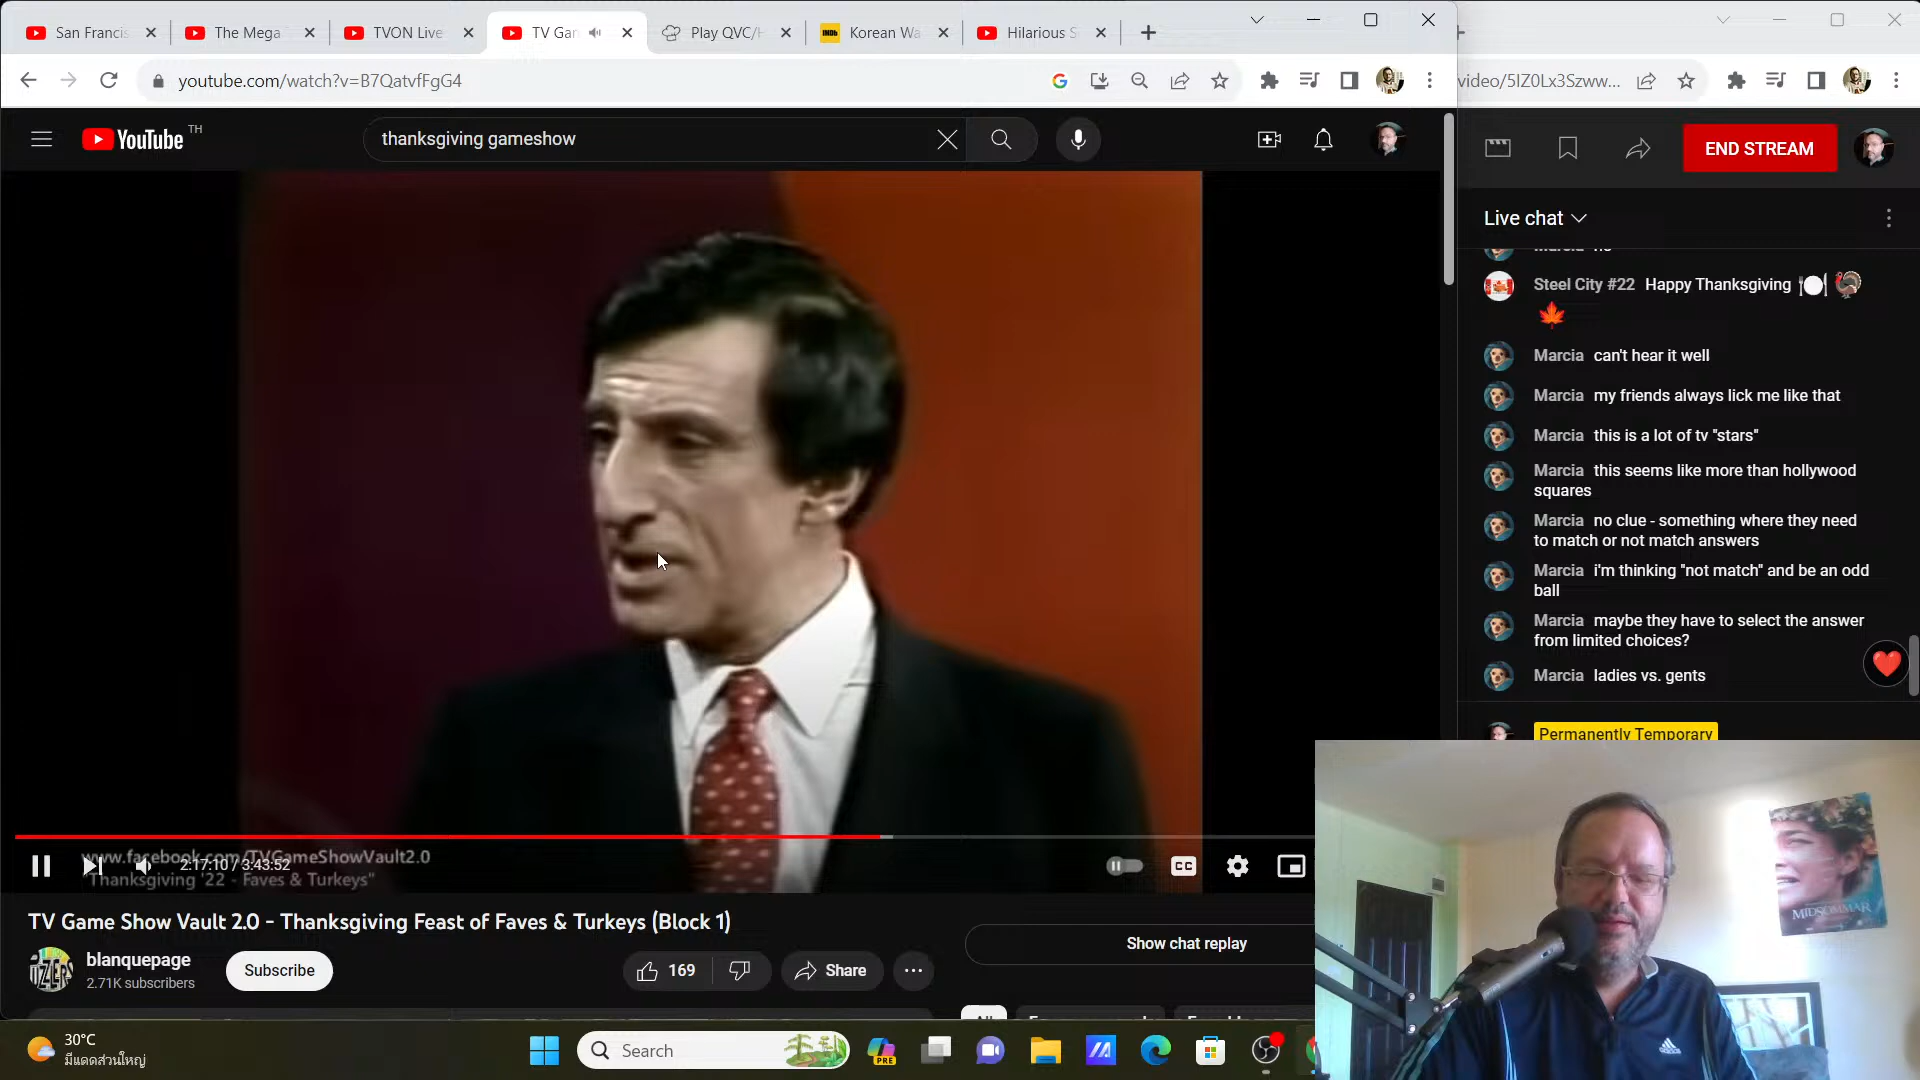 San Francis
The Mega
TVON Live
TV Gam
Play QVC/H
IMDb
Korean Wa
Hilarious S
youtube.com/watch?v=B7QatvfFgG4
video/5IZ0Lx3Szww...
YouTube TH
thanksgiving gameshow
END STREAM
Live chat
Steel City #22 Happy Thanksgiving 🍽️ 🦃
🍁
Marcia can't hear it well
Marcia my friends always lick me like that
Marcia this is a lot of tv "stars"
Marcia this seems like more than hollywood
squares
Marcia no clue - something where they need
to match or not match answers
Marcia i'm thinking "not match" and be an odd
ball
Marcia maybe they have to select the answer
from limited choices?
Marcia ladies vs. gents
Permanently Temporary
www.facebook.com/TVGameShowVault2.0
2:17:10 / 3:43:52
"Thanksgiving '22 - Faves & Turkeys"
CC
TV Game Show Vault 2.0 - Thanksgiving Feast of Faves & Turkeys (Block 1)
blanquepage
2.71K subscribers
Subscribe
169
Share
Show chat replay
MIDSOMMAR
adidas
30°C
มีแดดส่วนใหญ่
Search
PRE